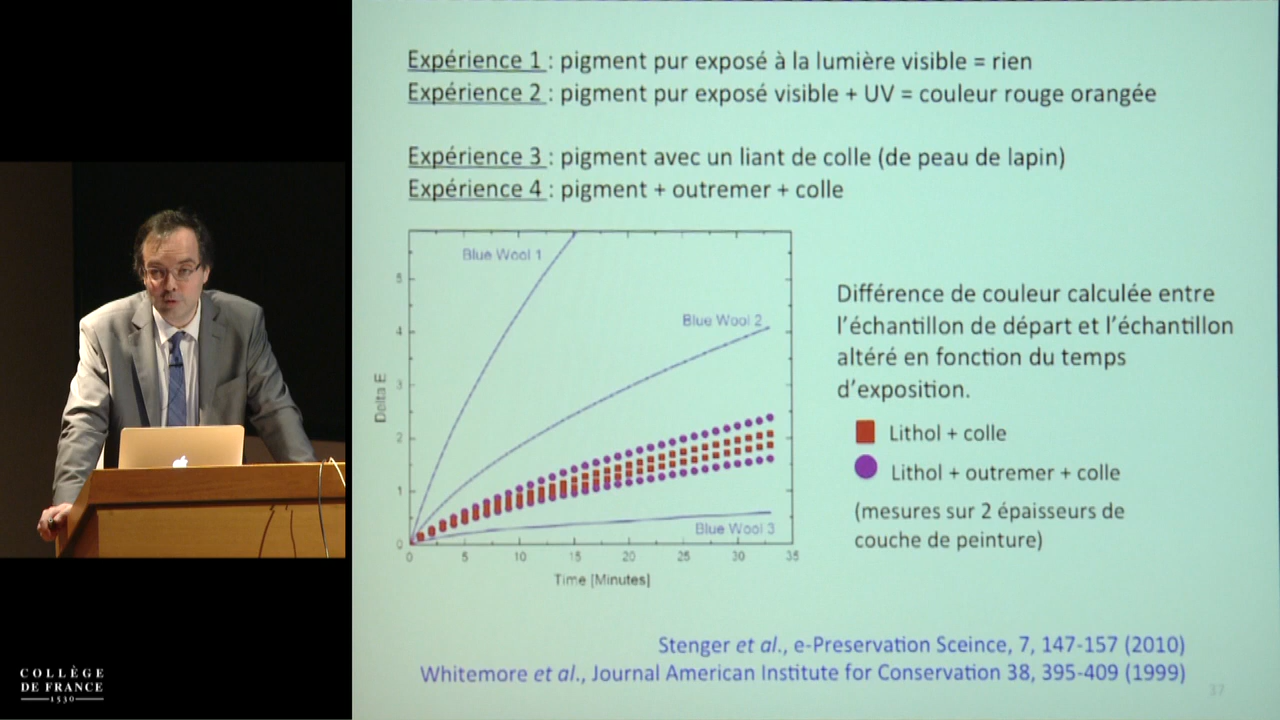 Expérience 1 : pigment pur exposé à la lumière visible = rien
Expérience 2 : pigment pur exposé visible + UV = couleur rouge orangée
Expérience 3 : pigment avec un liant de colle (de peau de lapin)
Expérience 4 : pigment + outremer + colle
Blue Wool 1
Blue Wool 2
Blue Wool 3
Delta E
5
4
3
2
1
0
0 5 10 15 20 25 30 35
Time [Minutes]
Différence de couleur calculée entre
l'échantillon de départ et l'échantillon
altéré en fonction du temps
d'exposition.
Lithol + colle
Lithol + outremer + colle
(mesures sur 2 épaisseurs de
couche de peinture)
Stenger et al., e-Preservation Sceince, 7, 147-157 (2010)
Whitemore et al., Journal American Institute for Conservation 38, 395-409 (1999)
37
COLLÈGE
DE FRANCE
1530